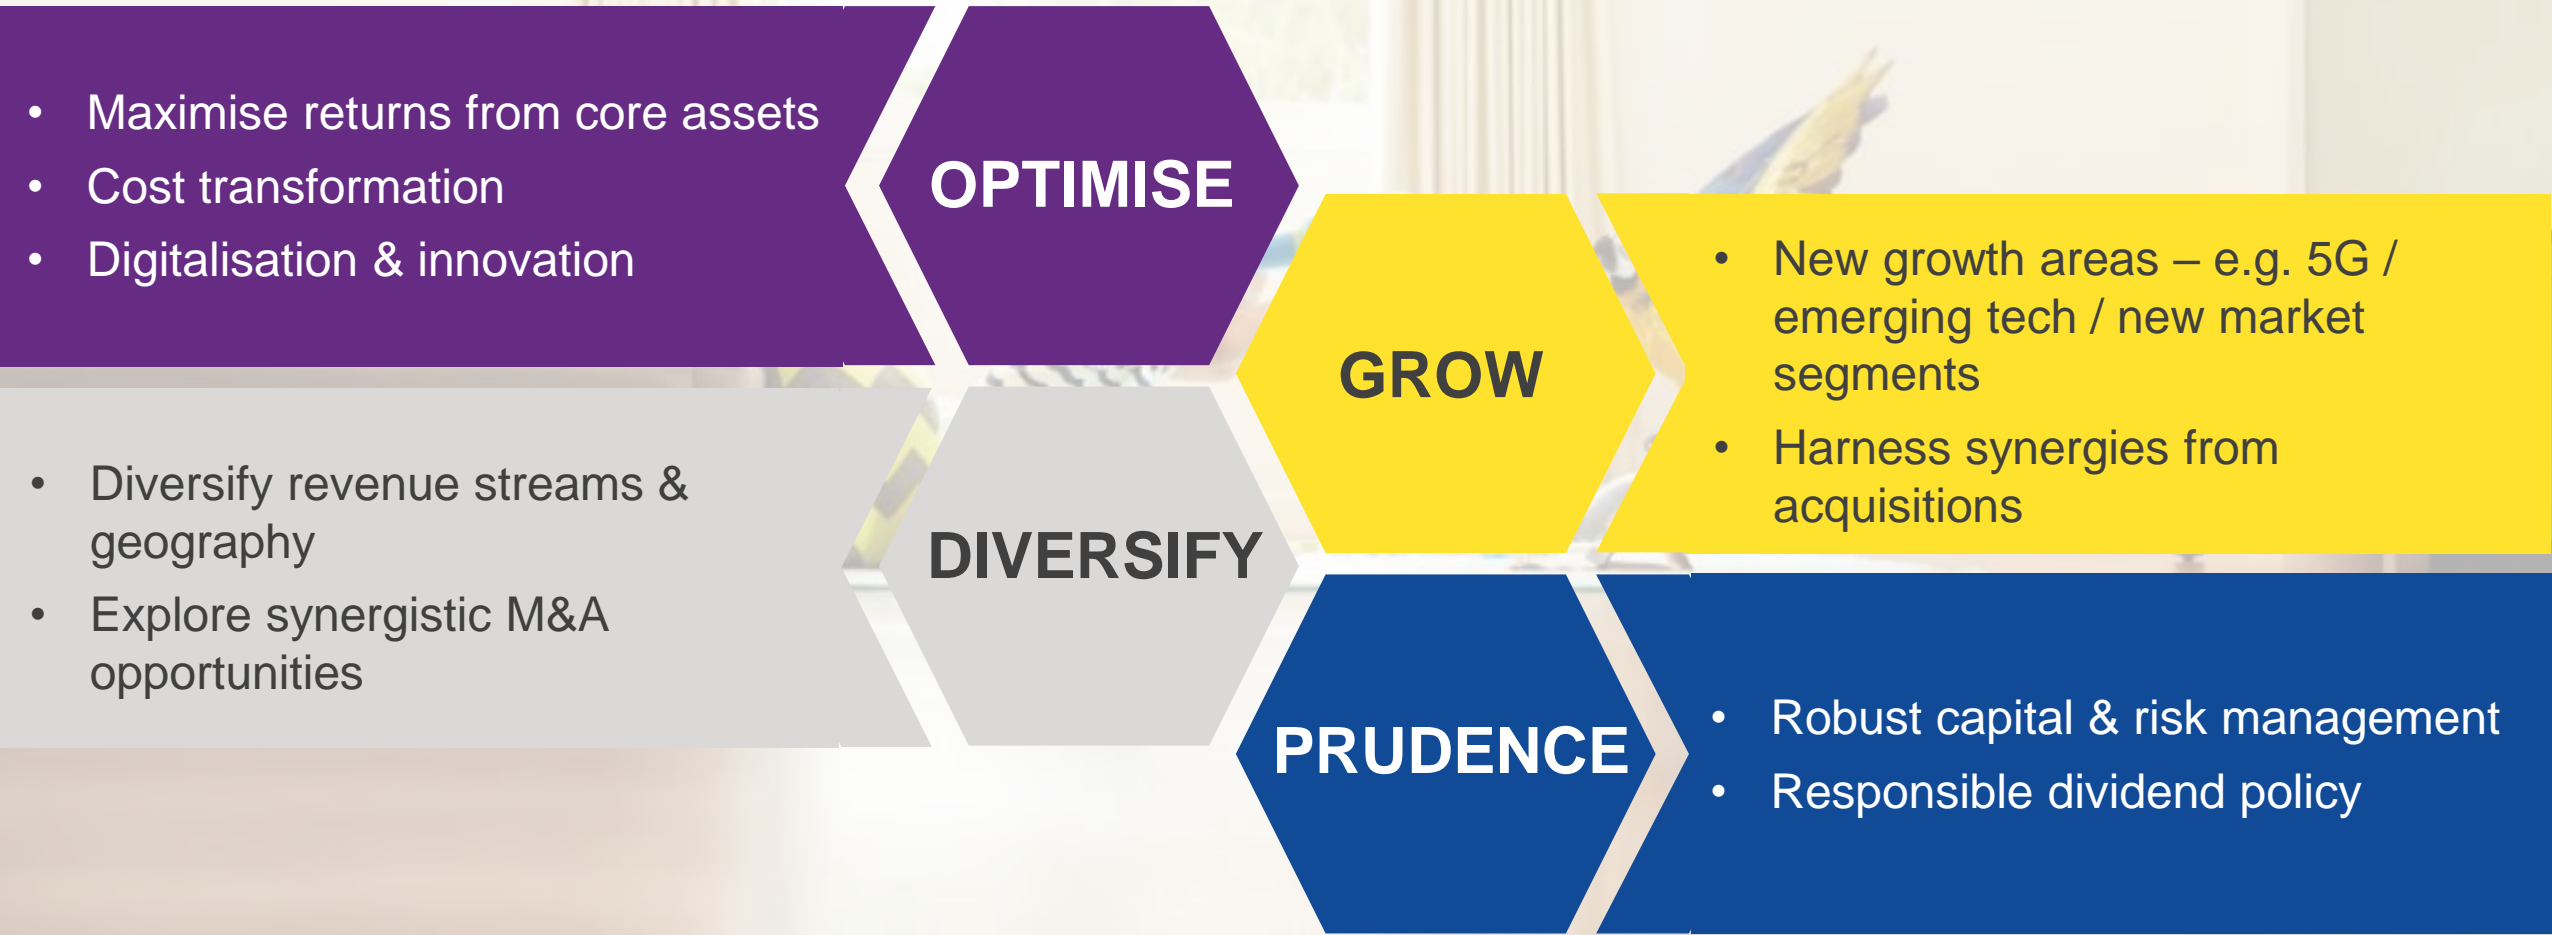 • Maximise returns from core assets
• Cost transformation
• Digitalisation & innovation
OPTIMISE
GROW
• New growth areas – e.g. 5G /
emerging tech / new market
segments
• Harness synergies from
acquisitions
• Diversify revenue streams &
geography
• Explore synergistic M&A
opportunities
DIVERSIFY
PRUDENCE
• Robust capital & risk management
• Responsible dividend policy